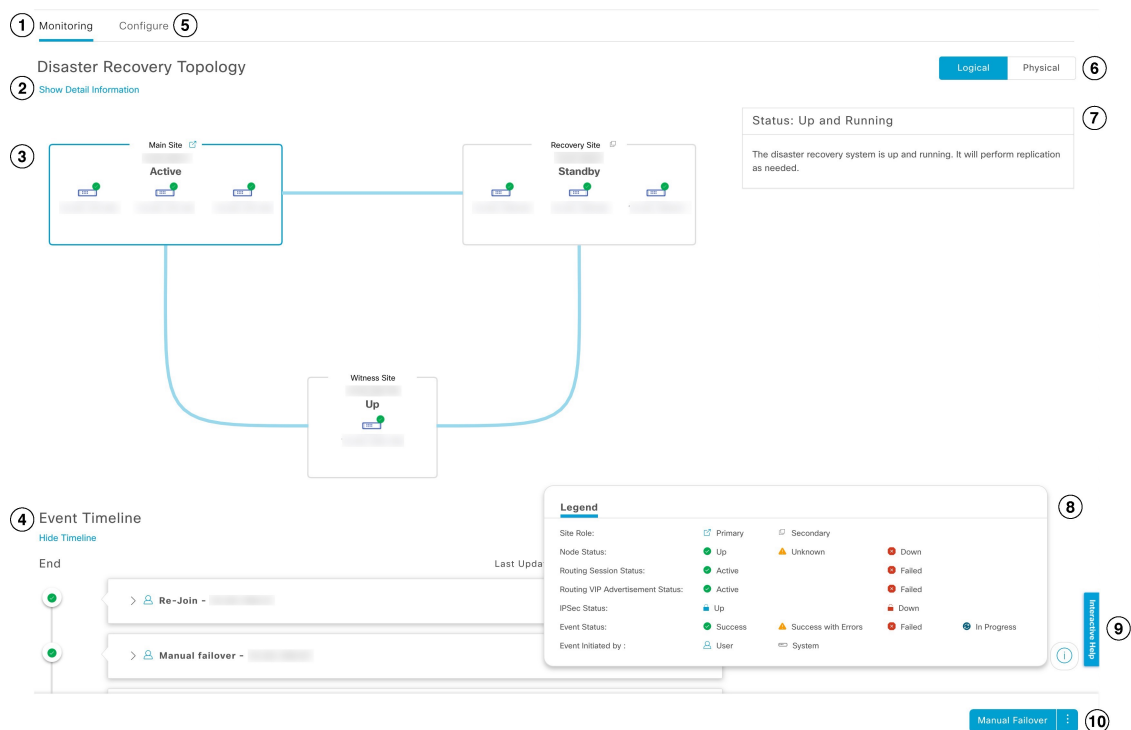 1 Monitoring Configure 5
Disaster Recovery Topology
Logical Physical 6
2 Show Detail Information
7
Status: Up and Running
The disaster recovery system is up and running. It will perform replication
as needed.
3
Main Site
Active
Recovery Site
Standby
Witness Site
Up
4 Event Timeline
Hide Timeline
End
Last Upda
Re-Join -
Manual failover -
8
Legend
Site Role: Primary Secondary
Node Status: Up Unknown Down
Routing Session Status: Active Failed
Routing VIP Advertisement Status: Active Failed
IPSec Status: Up Down
Event Status: Success Success with Errors Failed In Progress
Event Initiated by : User System
Interactive Help
9
Manual Failover 10